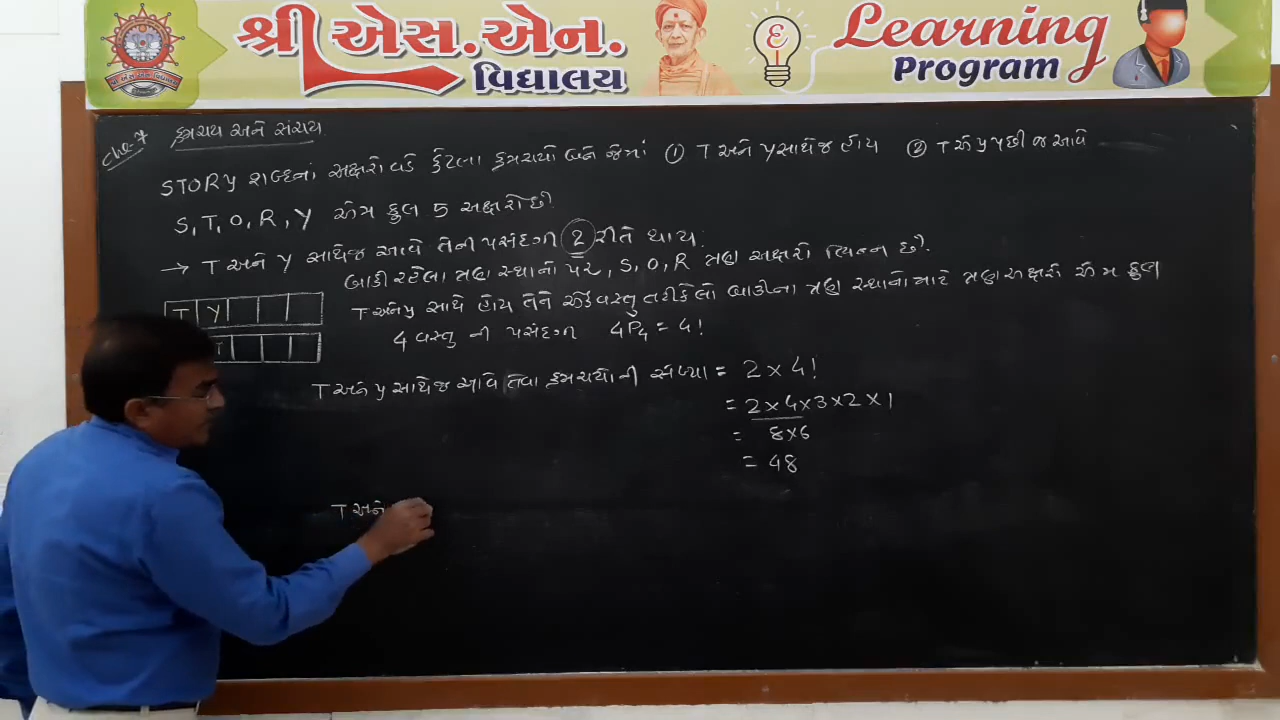 શ્રી એસ.એન.
વિદ્યાલય
Learning
Program
Ch-7 ક્રમચય અને સંચય
STORY શબ્દનાં અક્ષરો વડે કેટલા ક્રમચયો બને જેમાં ① T અને Y સાથે જ હોય ② T એ Y પછી જ આવે
S, T, O, R, Y એમ કુલ 5 અક્ષરો છે
→ T અને Y સાથેજ આવે તેની પસંદગી 2 રીતે થાય.
બાકી રહેલા ત્રણ સ્થાનો પર, S, O, R ત્રણ અક્ષરો ભિન્ન છે.
T અને Y સાથે હોય તેને એક વસ્તુ તરીકે લો બાકીના ત્રણ સ્થાનો માટે ત્રણ અક્ષરો એમ કુલ
T Y
4 વસ્તુ ની પસંદગી 4P4 = 4!
T
T અને Y સાથેજ આવે તેવા ક્રમચયોની સંખ્યા = 2 × 4!
= 2 × 4 × 3 × 2 × 1
= 8 × 6
= 48
T અને